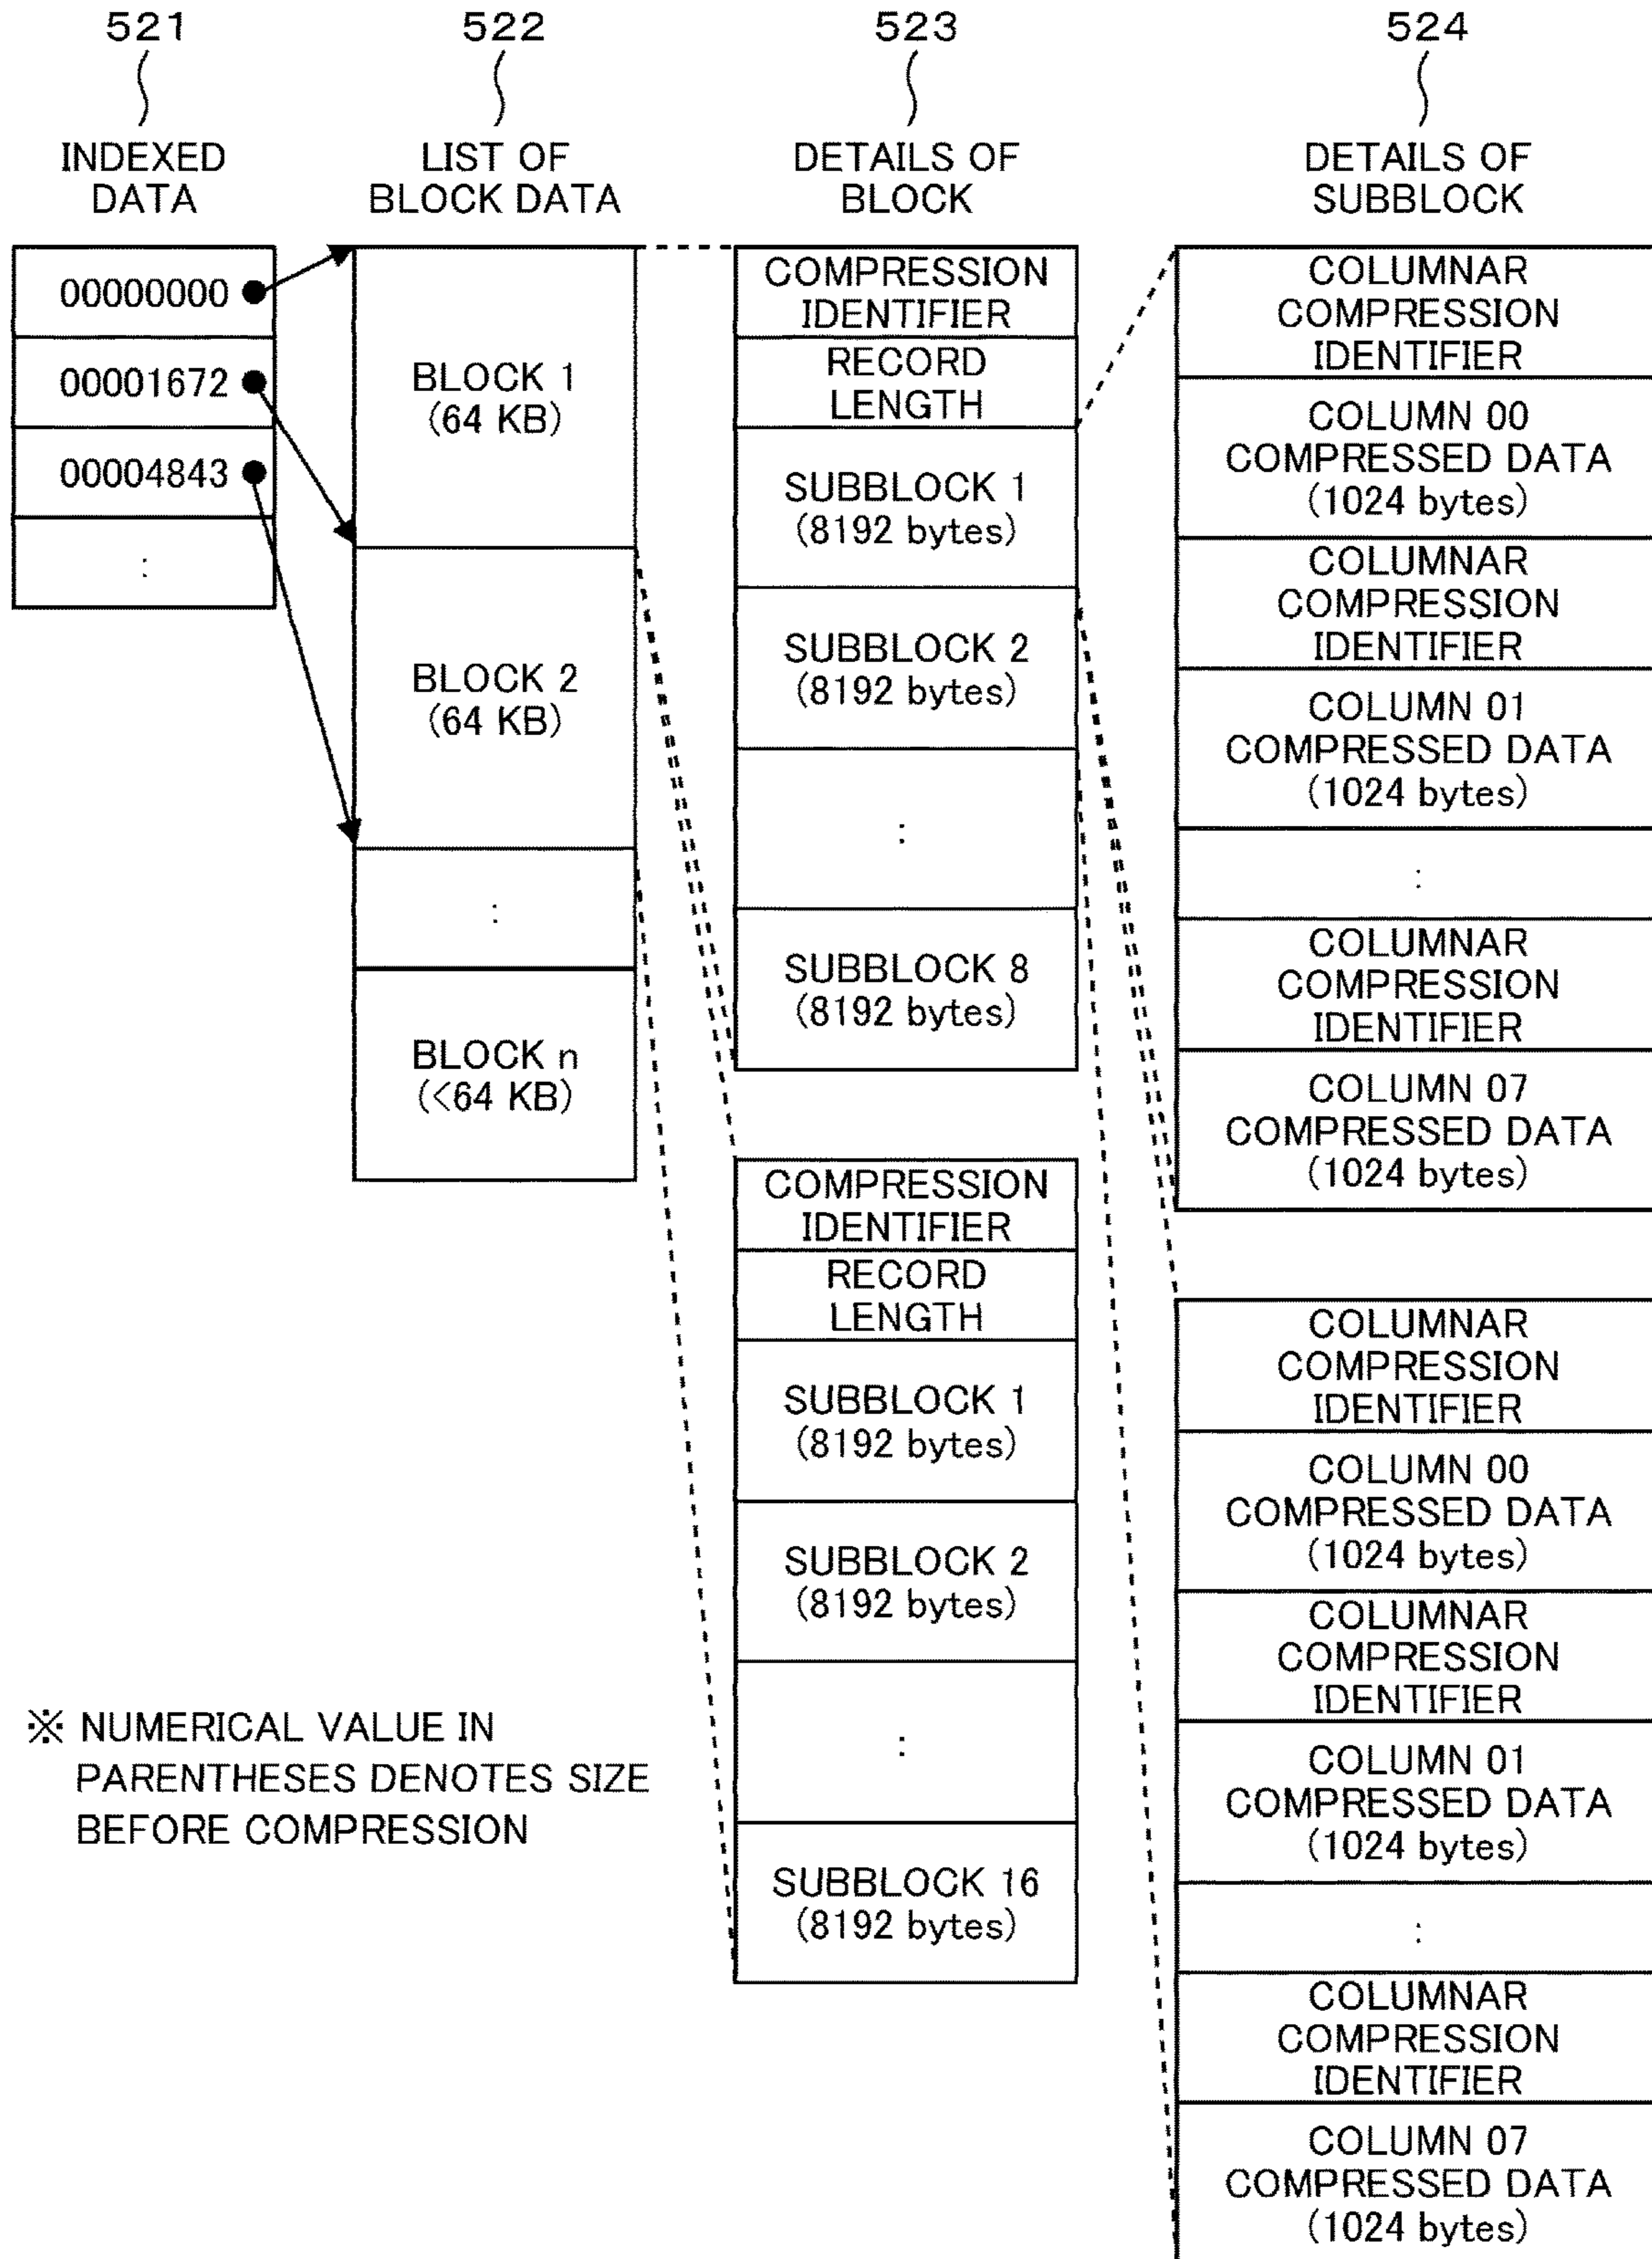 521
522
523
524
INDEXED
DATA
LIST OF
BLOCK DATA
DETAILS OF
BLOCK
DETAILS OF
SUBBLOCK
00000000
00001672
00004843
:
BLOCK 1
(64 KB)
BLOCK 2
(64 KB)
:
BLOCK n
(<64 KB)
COMPRESSION
IDENTIFIER
RECORD
LENGTH
SUBBLOCK 1
(8192 bytes)
SUBBLOCK 2
(8192 bytes)
:
SUBBLOCK 8
(8192 bytes)
COMPRESSION
IDENTIFIER
RECORD
LENGTH
SUBBLOCK 1
(8192 bytes)
SUBBLOCK 2
(8192 bytes)
:
SUBBLOCK 16
(8192 bytes)
COLUMNAR
COMPRESSION
IDENTIFIER
COLUMN 00
COMPRESSED DATA
(1024 bytes)
COLUMNAR
COMPRESSION
IDENTIFIER
COLUMN 01
COMPRESSED DATA
(1024 bytes)
:
COLUMNAR
COMPRESSION
IDENTIFIER
COLUMN 07
COMPRESSED DATA
(1024 bytes)
COLUMNAR
COMPRESSION
IDENTIFIER
COLUMN 00
COMPRESSED DATA
(1024 bytes)
COLUMNAR
COMPRESSION
IDENTIFIER
COLUMN 01
COMPRESSED DATA
(1024 bytes)
:
COLUMNAR
COMPRESSION
IDENTIFIER
COLUMN 07
COMPRESSED DATA
(1024 bytes)
※ NUMERICAL VALUE IN
PARENTHESES DENOTES SIZE
BEFORE COMPRESSION